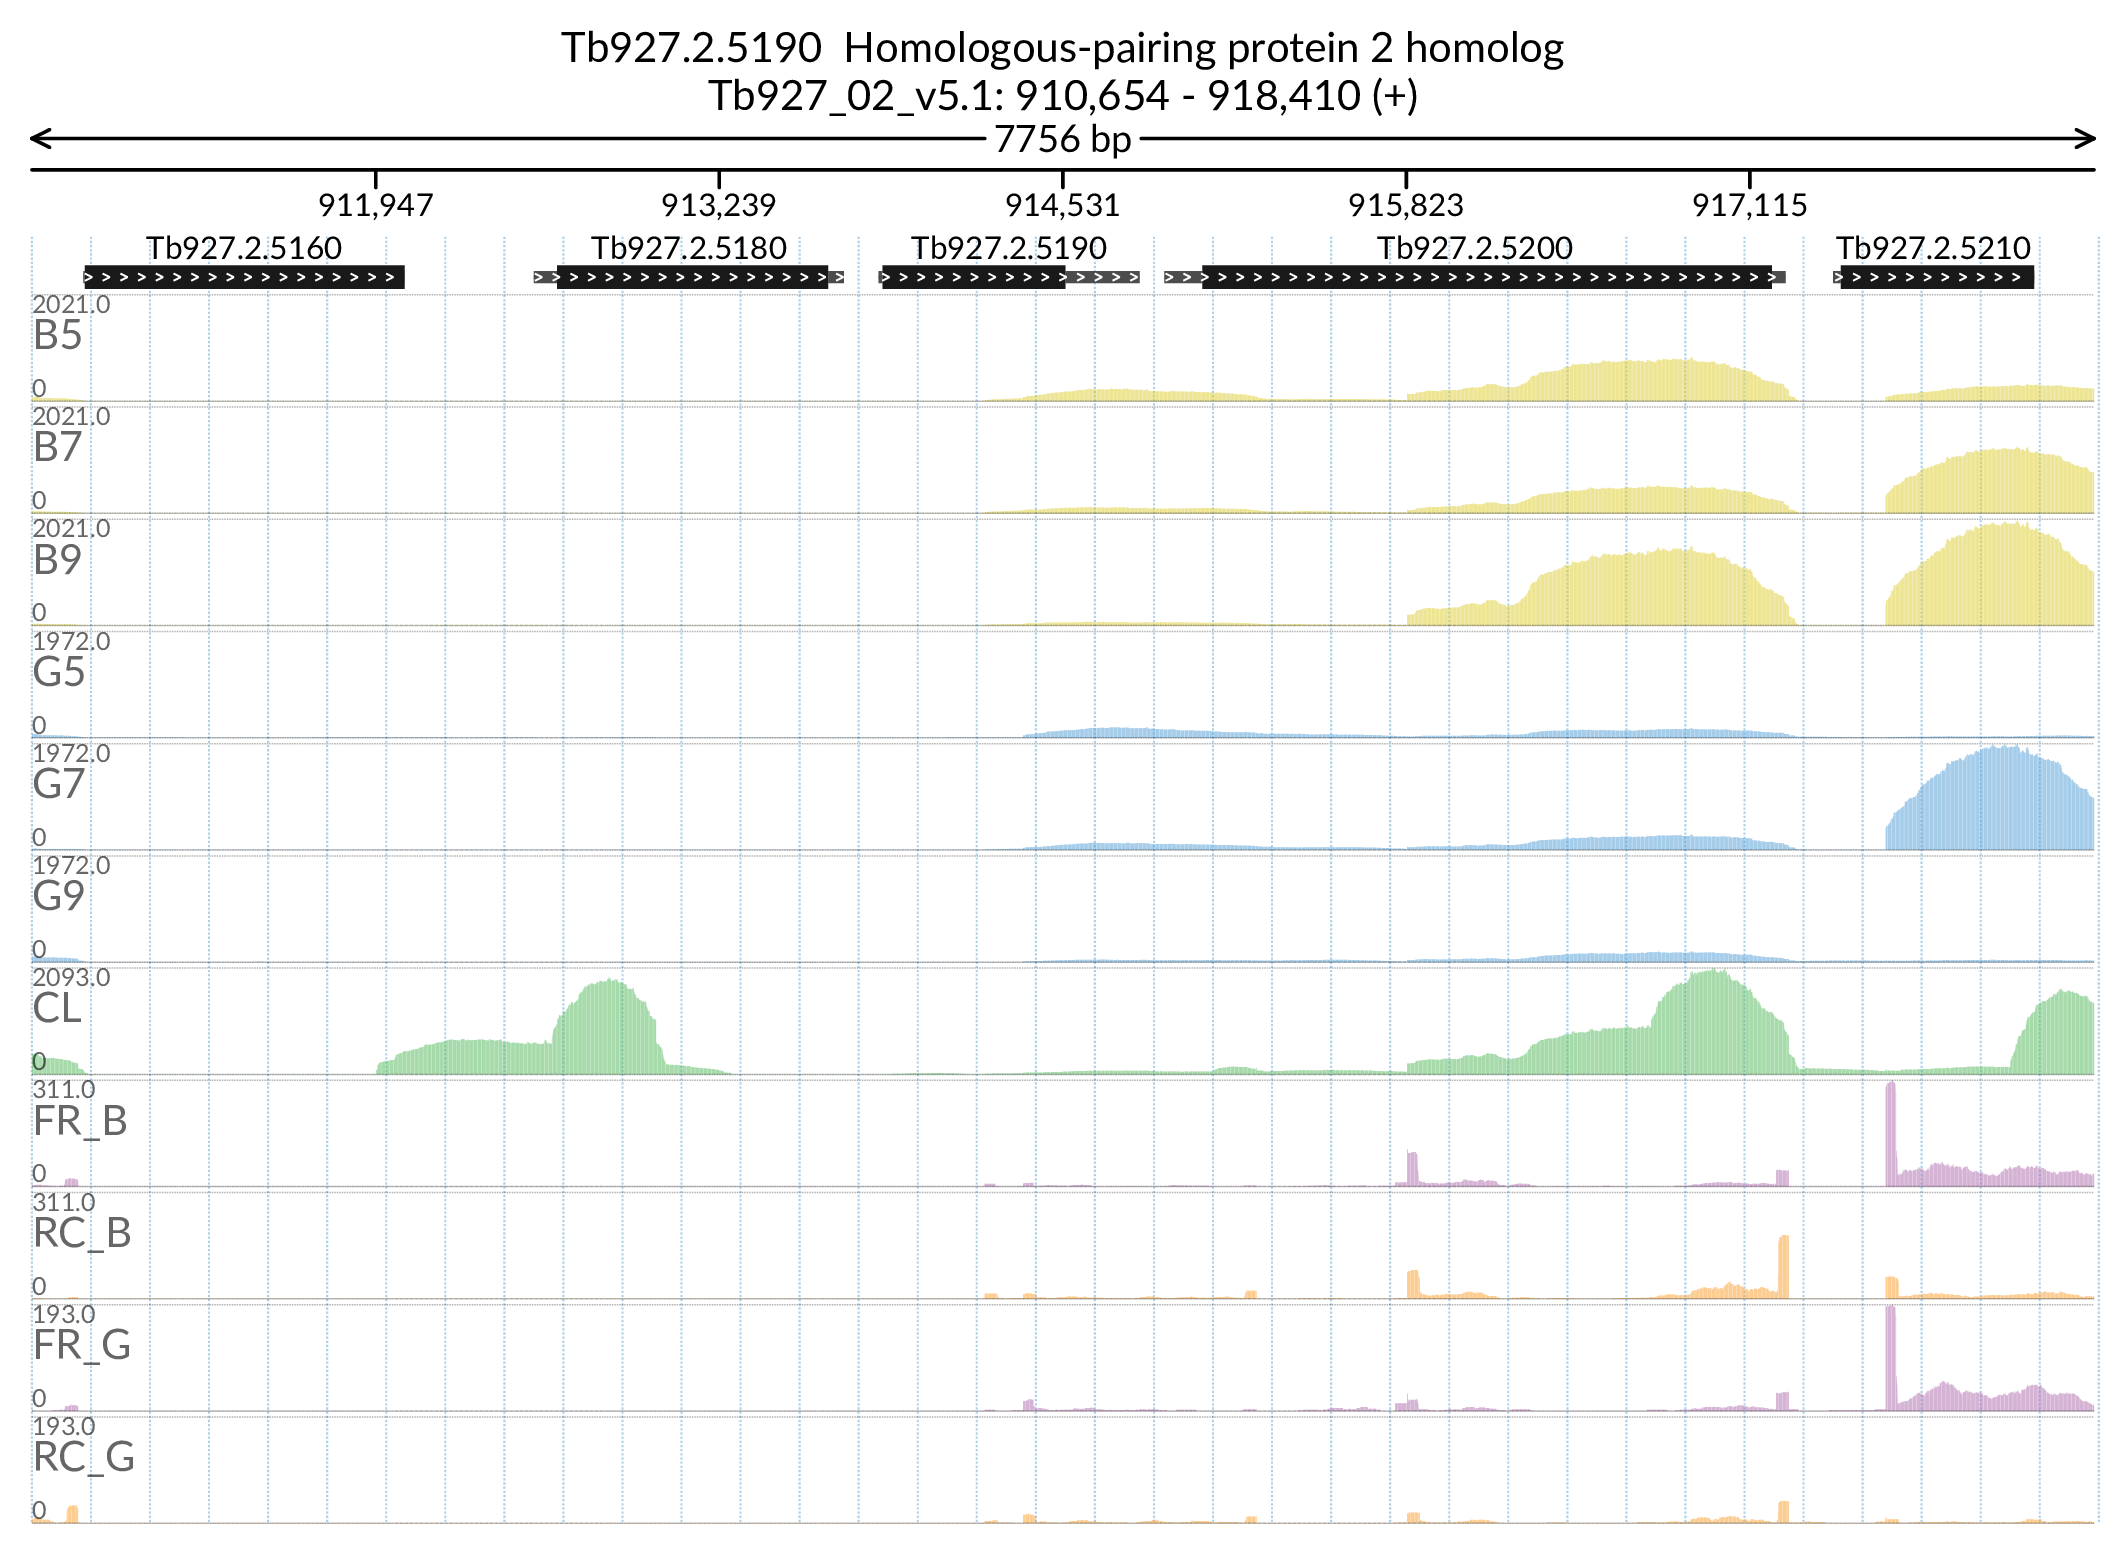 Tb927.2.5190  Homologous-pairing protein 2 homolog
Tb927_02_v5.1: 910,654 - 918,410 (+)
7756 bp
911,947 913,239 914,531 915,823 917,115
Tb927.2.5160 Tb927.2.5180 Tb927.2.5190 Tb927.2.5200 Tb927.2.5210
2021.0
B5
0
2021.0
B7
0
2021.0
B9
0
1972.0
G5
0
1972.0
G7
0
1972.0
G9
0
2093.0
CL
0
311.0
FR_B
0
311.0
RC_B
0
193.0
FR_G
0
193.0
RC_G
0